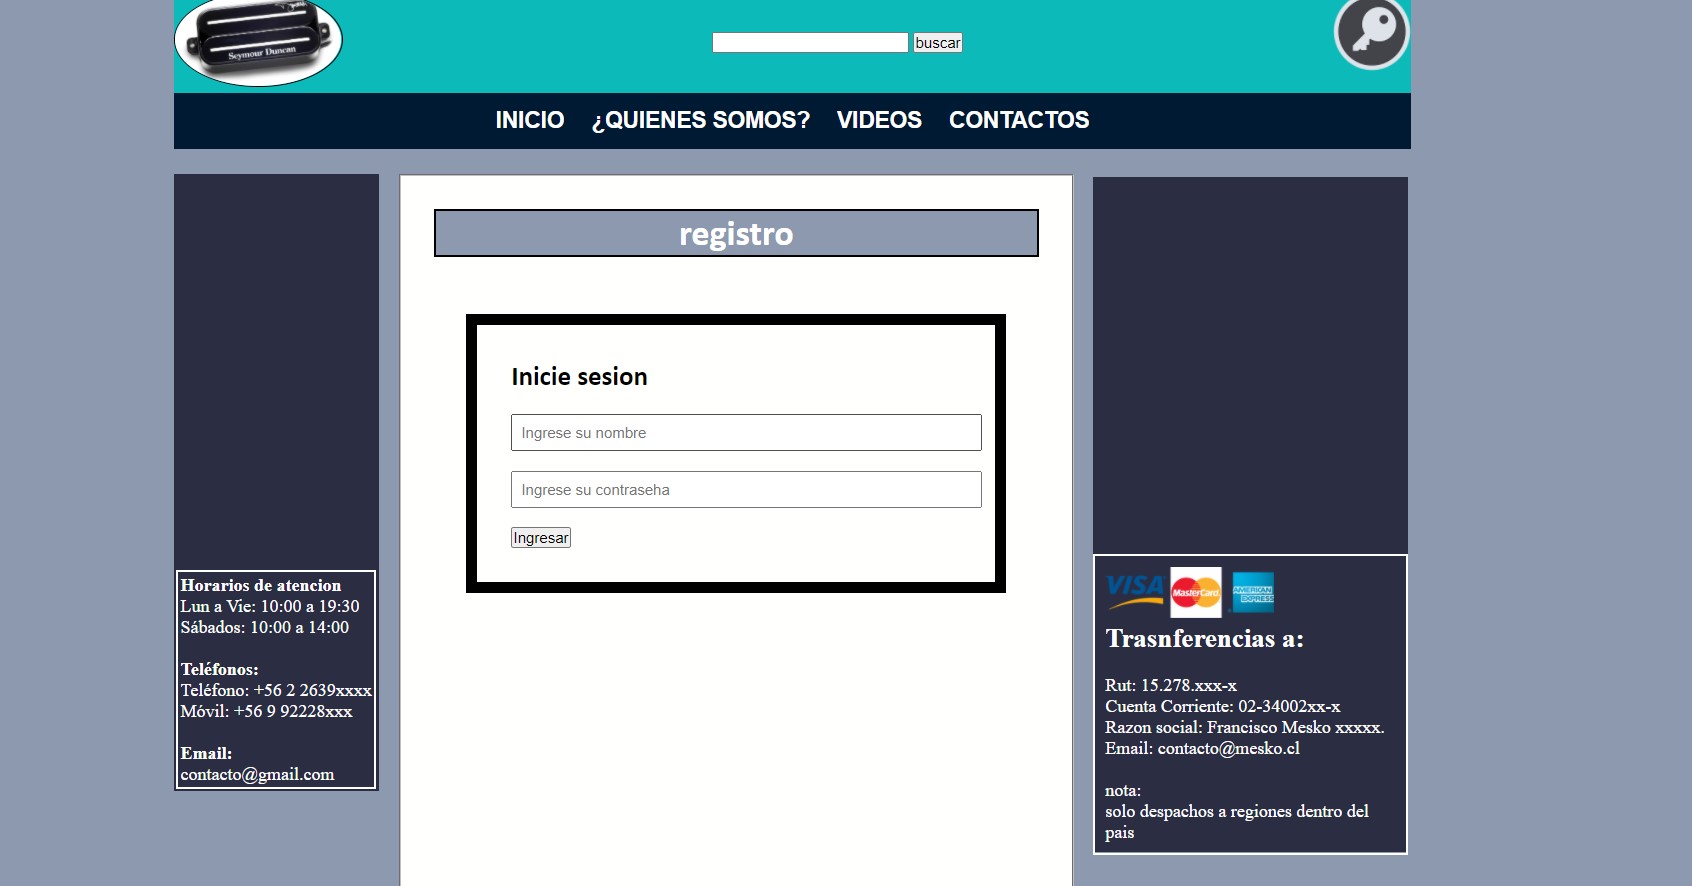 Seymour Duncan
buscar
INICIO ¿QUIENES SOMOS? VIDEOS CONTACTOS
registro
Inicie sesion
Ingrese su nombre
Ingrese su contraseha
Ingresar
Horarios de atencion
Lun a Vie: 10:00 a 19:30
Sábados: 10:00 a 14:00
Teléfonos:
Teléfono: +56 2 2639xxxx
Móvil: +56 9 92228xxx
Email:
contacto@gmail.com
VISA MasterCard AMERICAN EXPRESS
Trasnferencias a:
Rut: 15.278.xxx-x
Cuenta Corriente: 02-34002xx-x
Razon social: Francisco Mesko xxxxx.
Email: contacto@mesko.cl
nota:
solo despachos a regiones dentro del
pais